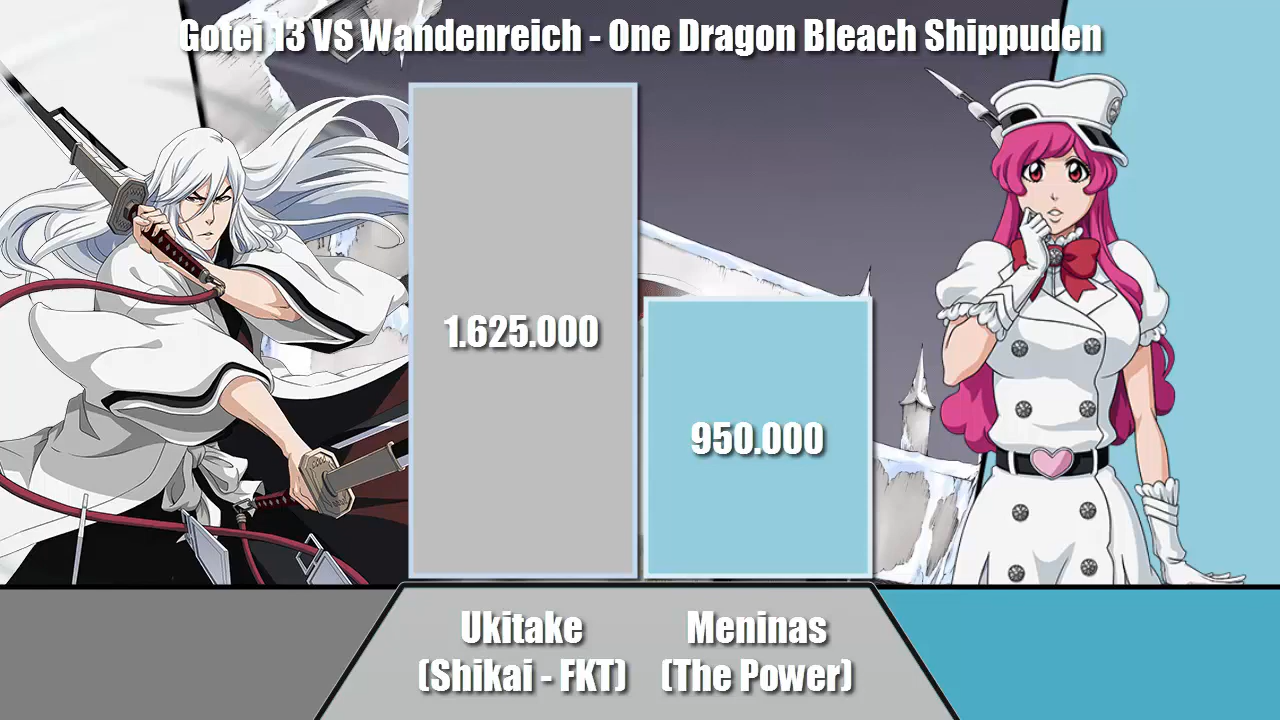 Gotei 13 VS Wandenreich - One Dragon Bleach Shippuden
1.625.000
950.000
Ukitake
(Shikai - FKT)
Meninas
(The Power)